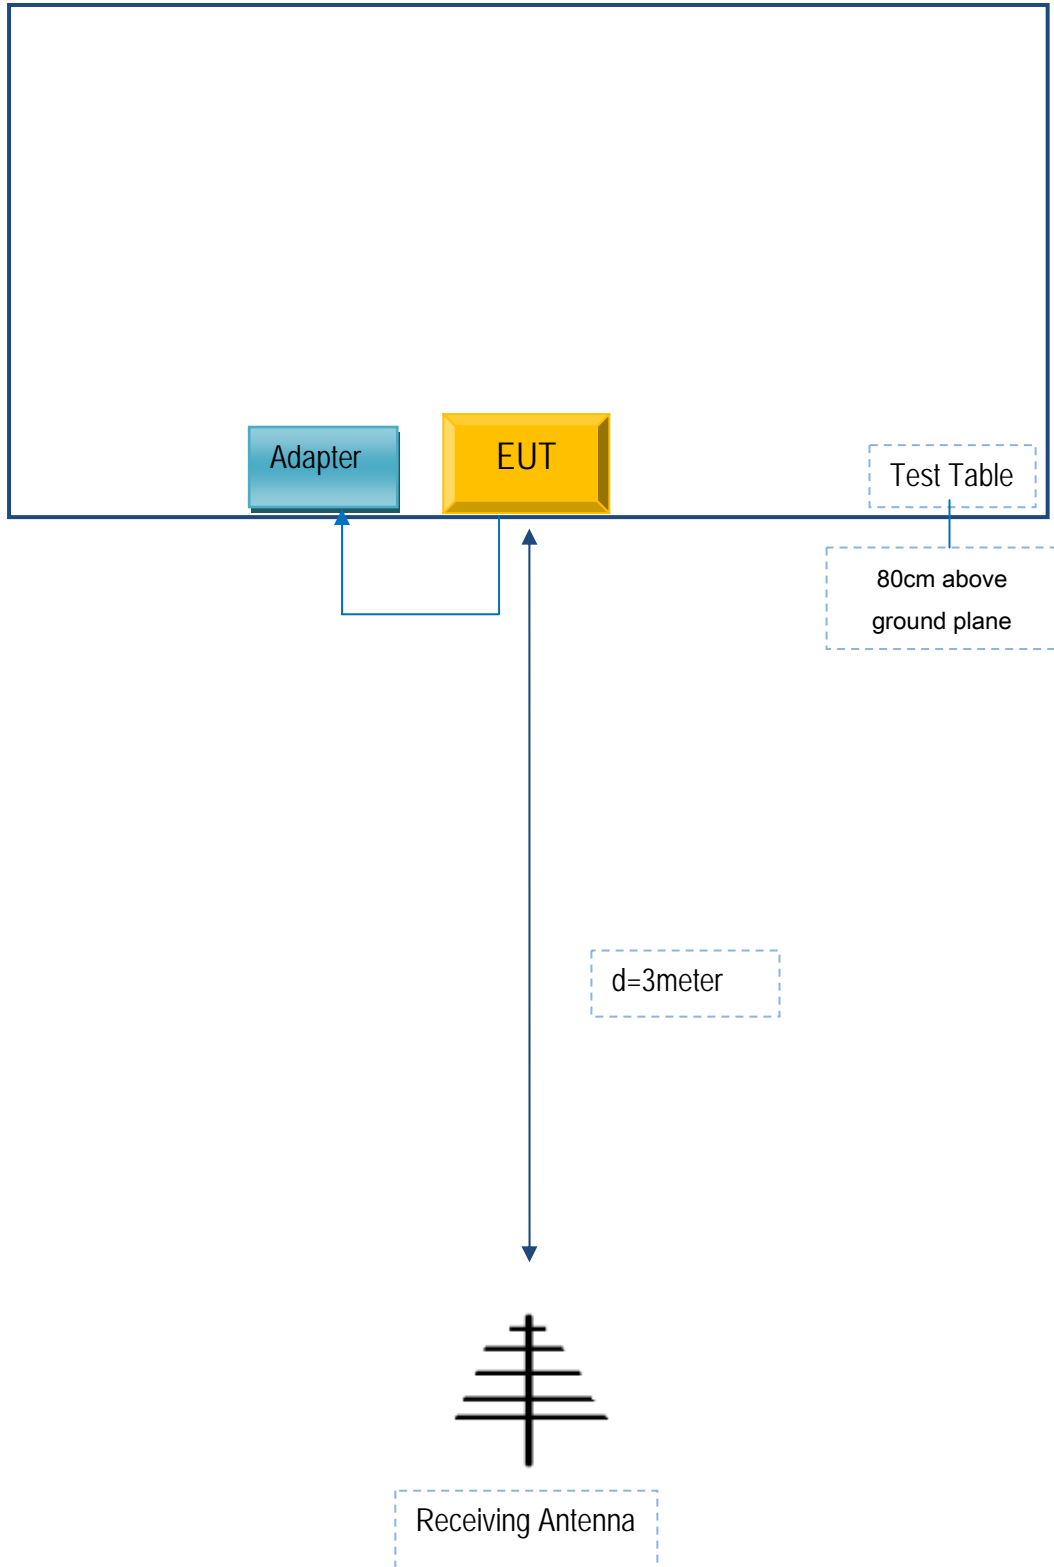 Adapter
EUT
Test Table
80cm above
ground plane
d=3meter
Receiving Antenna